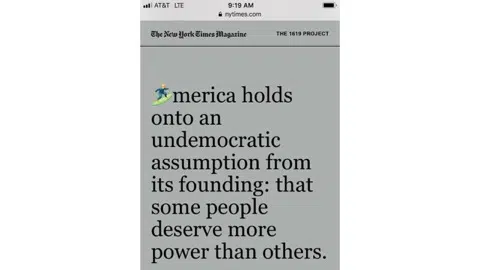 AT&T LTE 9:19 AM
nytimes.com
The New York Times Magazine THE 1619 PROJECT
🏄merica holds
onto an
undemocratic
assumption from
its founding: that
some people
deserve more
power than others.